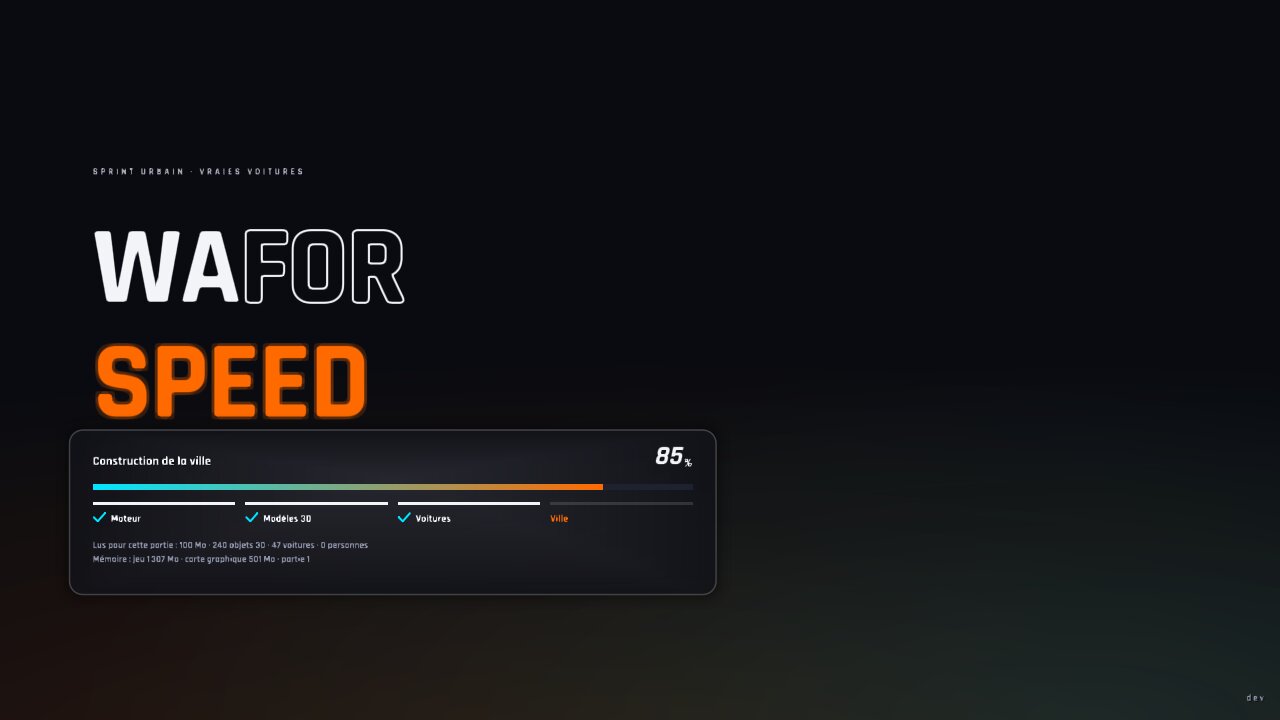 SPRINT URBAIN · VRAIES VOITURES
WAFOR
SPEED
Construction de la ville
85%
Moteur
Modèles 3D
Voitures
Ville
Lus pour cette partie : 100 Mo · 240 objets 3D · 47 voitures · 0 personnes
Mémoire : jeu 1307 Mo · carte graphique 501 Mo · partie 1
dev